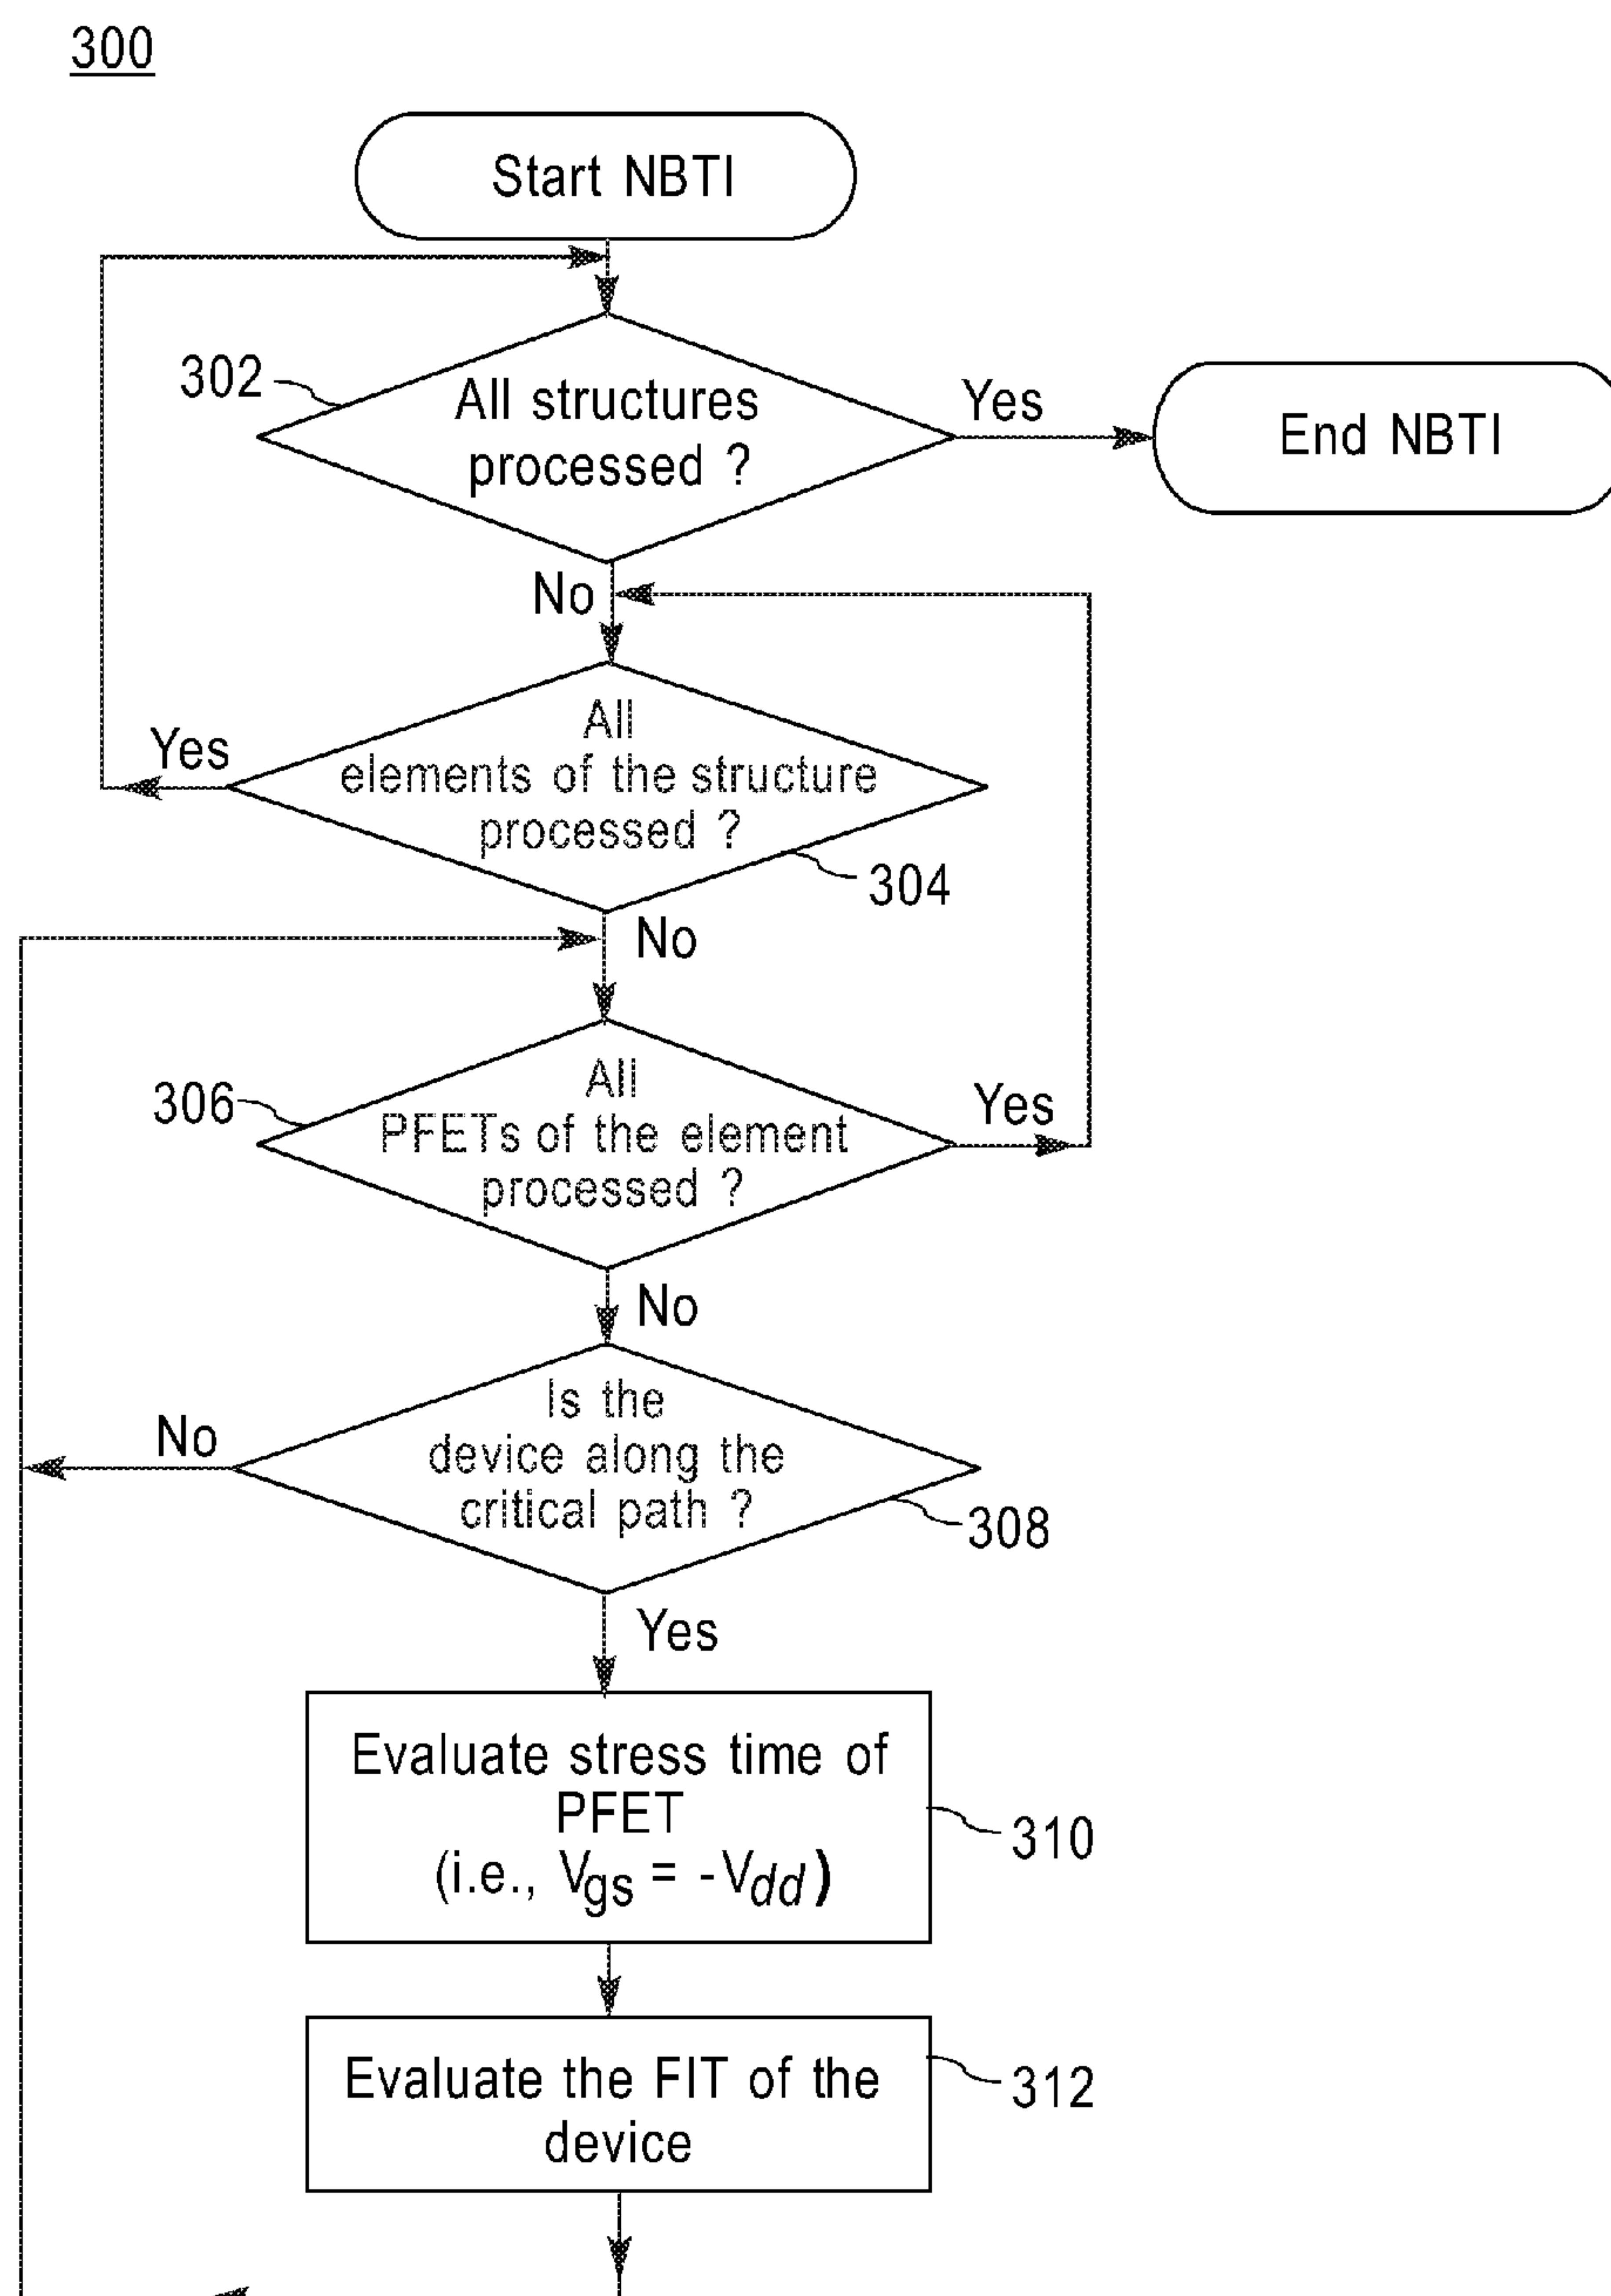 300
Start NBTI
302
All structures
processed ?
Yes
End NBTI
No
All
elements of the structure
processed ?
Yes
304
No
306
All
PFETs of the element
processed ?
Yes
No
Is the
device along the
critical path ?
No
308
Yes
Evaluate stress time of
PFET
(i.e., Vgs = -Vdd)
310
Evaluate the FIT of the
device
312